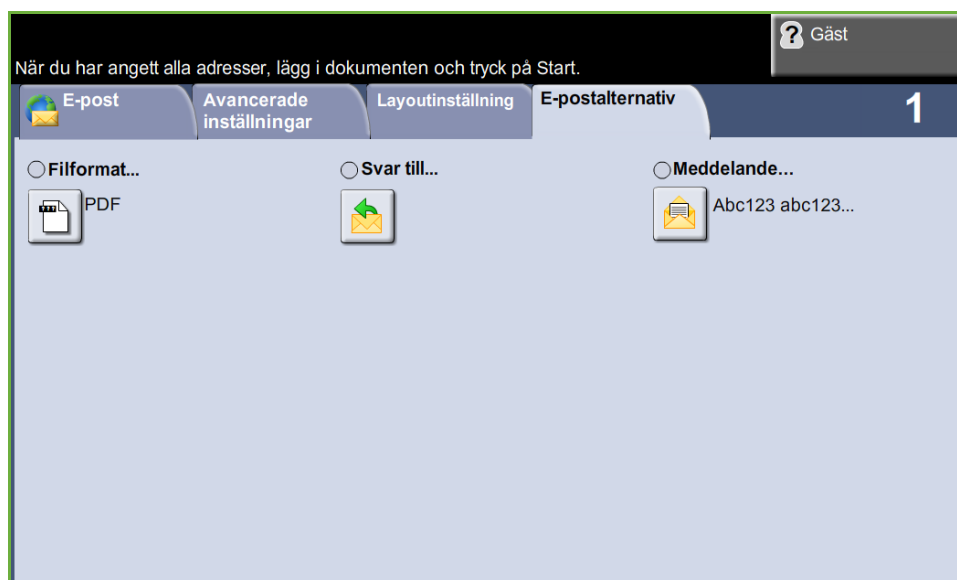 Gäst
När du har angett alla adresser, lägg i dokumenten och tryck på Start.
E-post
Avancerade
inställningar
Layoutinställning
E-postalternativ
1
Filformat...
PDF
Svar till...
Meddelande...
Abc123 abc123...